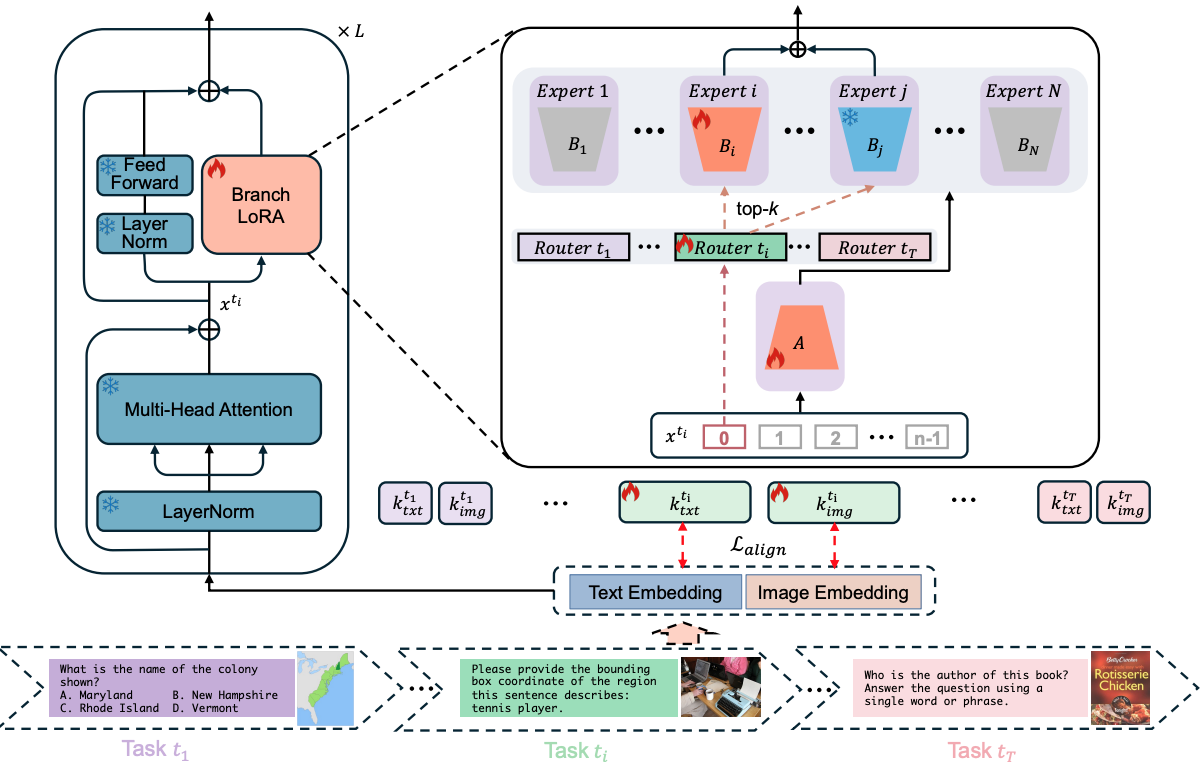 × L
Feed
Forward
Layer
Norm
Branch
LoRA
x^{t_i}
Multi-Head Attention
LayerNorm
Expert 1
Expert i
Expert j
Expert N
B_1
B_i
B_j
B_N
top-k
Router t_1
Router t_i
Router t_T
A
x^{t_i} 0 1 2 ··· n-1
k_{txt}^{t_1} k_{img}^{t_1} ··· k_{txt}^{t_i} k_{img}^{t_i} ··· k_{txt}^{t_T} k_{img}^{t_T}
ℒ_{align}
Text Embedding
Image Embedding
What is the name of the colony
shown?
A. Maryland B. New Hampshire
C. Rhode Island D. Vermont
Please provide the bounding
box coordinate of the region
this sentence describes:
tennis player.
Who is the author of this book?
Answer the question using a
single word or phrase.
Betty Crocker
Rotisserie
Chicken
Task t_1
Task t_i
Task t_T